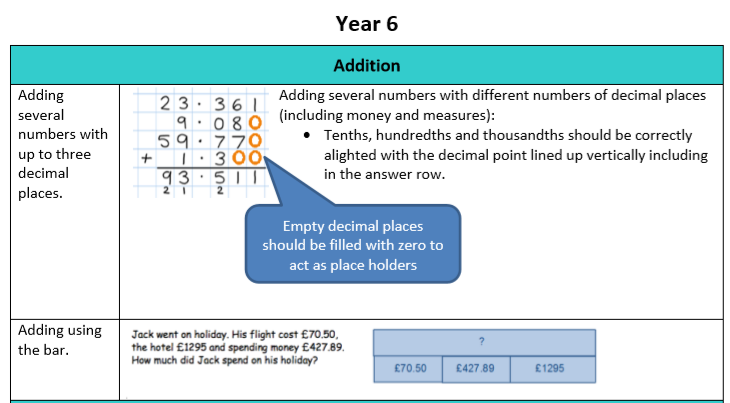 Year 6
Addition
Adding
several
numbers with
up to three
decimal
places.
23.361
9.080
59.770
+ 1.300
93.511
2 1 2
Adding several numbers with different numbers of decimal places
(including money and measures):
• Tenths, hundredths and thousandths should be correctly
alighted with the decimal point lined up vertically including
in the answer row.
Empty decimal places
should be filled with zero to
act as place holders
Adding using
the bar.
Jack went on holiday. His flight cost £70.50,
the hotel £1295 and spending money £427.89.
How much did Jack spend on his holiday?
?
£70.50 £427.89 £1295